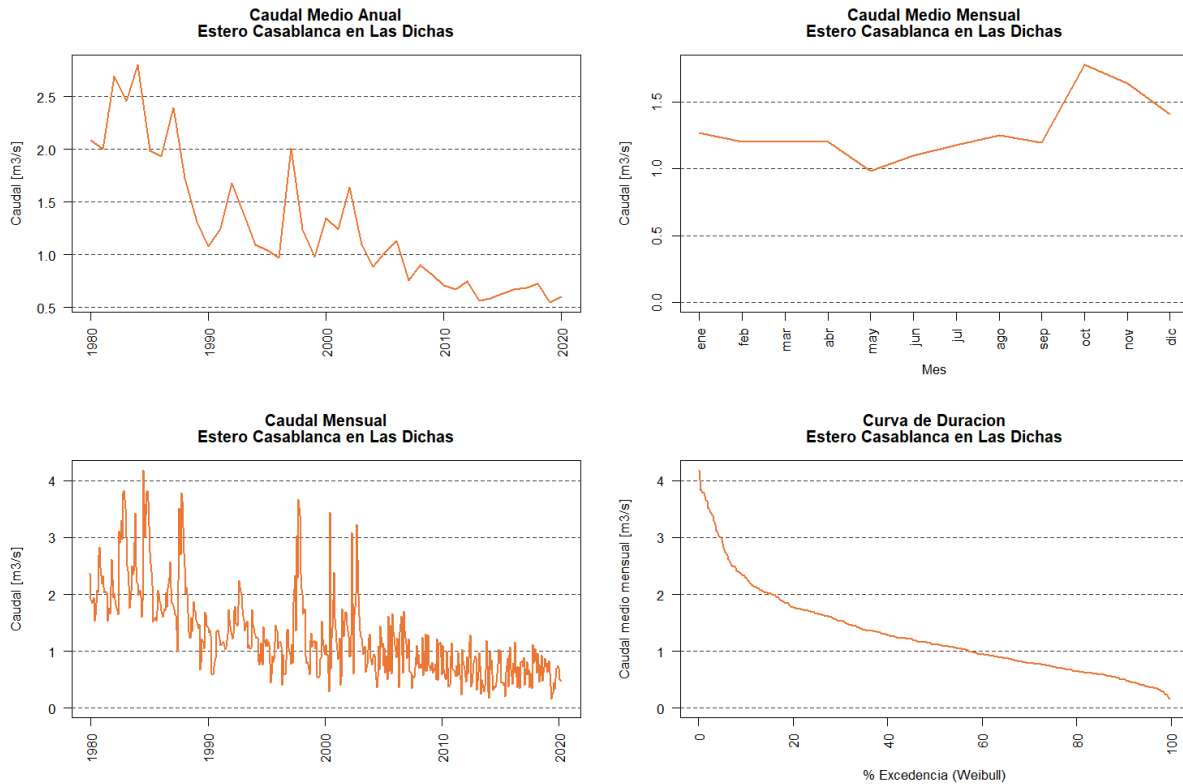 Caudal Medio Anual
Estero Casablanca en Las Dichas
Caudal [m3/s]
2.5
2.0
1.5
1.0
0.5
1980
1990
2000
2010
2020
Caudal Medio Mensual
Estero Casablanca en Las Dichas
Caudal [m3/s]
1.5
1.0
0.5
0.0
ene
feb
mar
abr
may
jun
jul
ago
sep
oct
nov
dic
Mes
Caudal Mensual
Estero Casablanca en Las Dichas
Caudal [m3/s]
4
3
2
1
0
1980
1990
2000
2010
2020
Curva de Duracion
Estero Casablanca en Las Dichas
Caudal medio mensual [m3/s]
4
3
2
1
0
0
20
40
60
80
100
% Excedencia (Weibull)